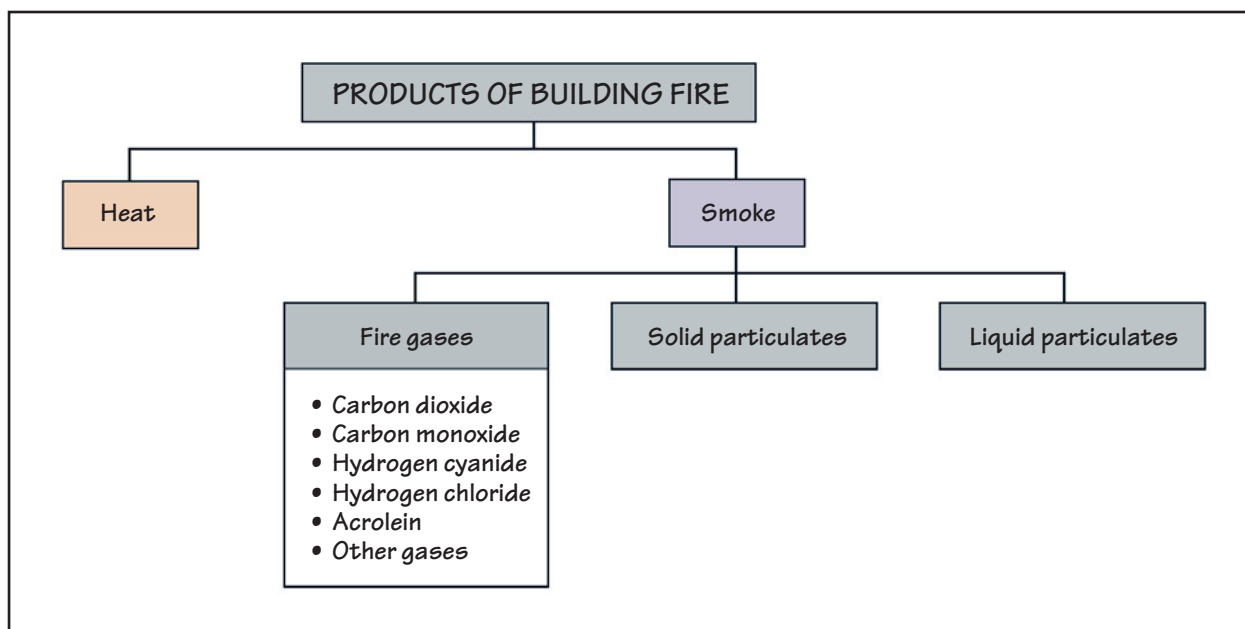 PRODUCTS OF BUILDING FIRE
Heat
Smoke
Fire gases
Solid particulates
Liquid particulates
• Carbon dioxide
• Carbon monoxide
• Hydrogen cyanide
• Hydrogen chloride
• Acrolein
• Other gases